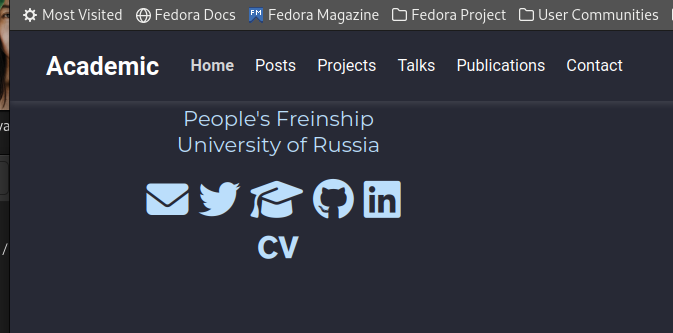 Most Visited Fedora Docs Fedora Magazine Fedora Project User Communities
Academic Home Posts Projects Talks Publications Contact
People's Freinship
University of Russia
in
CV